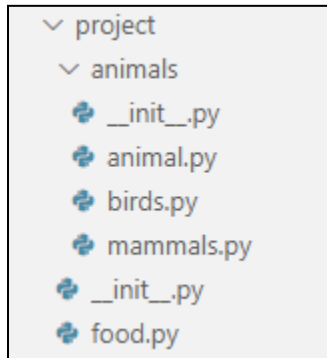 project
animals
__init__.py
animal.py
birds.py
mammals.py
__init__.py
food.py